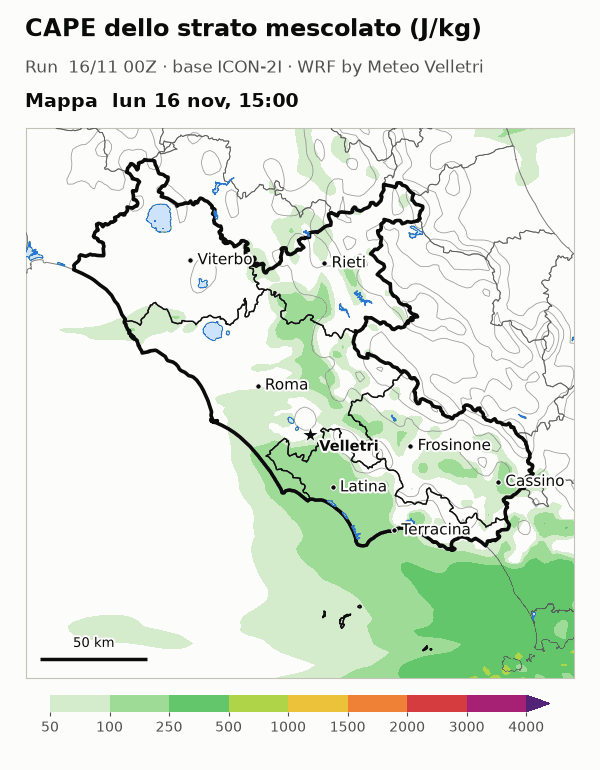 CAPE dello strato mescolato (J/kg)
Run  16/11 00Z · base ICON-2I · WRF by Meteo Velletri
Mappa  lun 16 nov, 15:00
Viterbo
Rieti
Roma
Velletri
Frosinone
Latina
Cassino
Terracina
50 km
50 100 250 500 1000 1500 2000 3000 4000